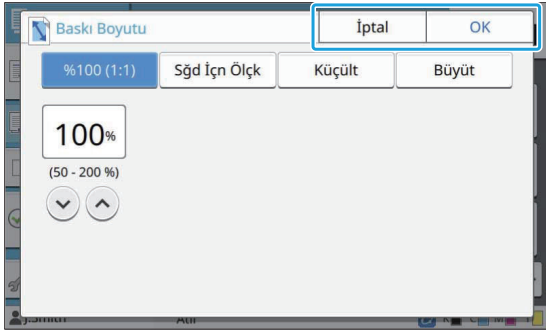 Baskı Boyutu
İptal
OK
%100 (1:1)
Sğd İçn Ölçk
Küçült
Büyüt
100%
(50 - 200 %)